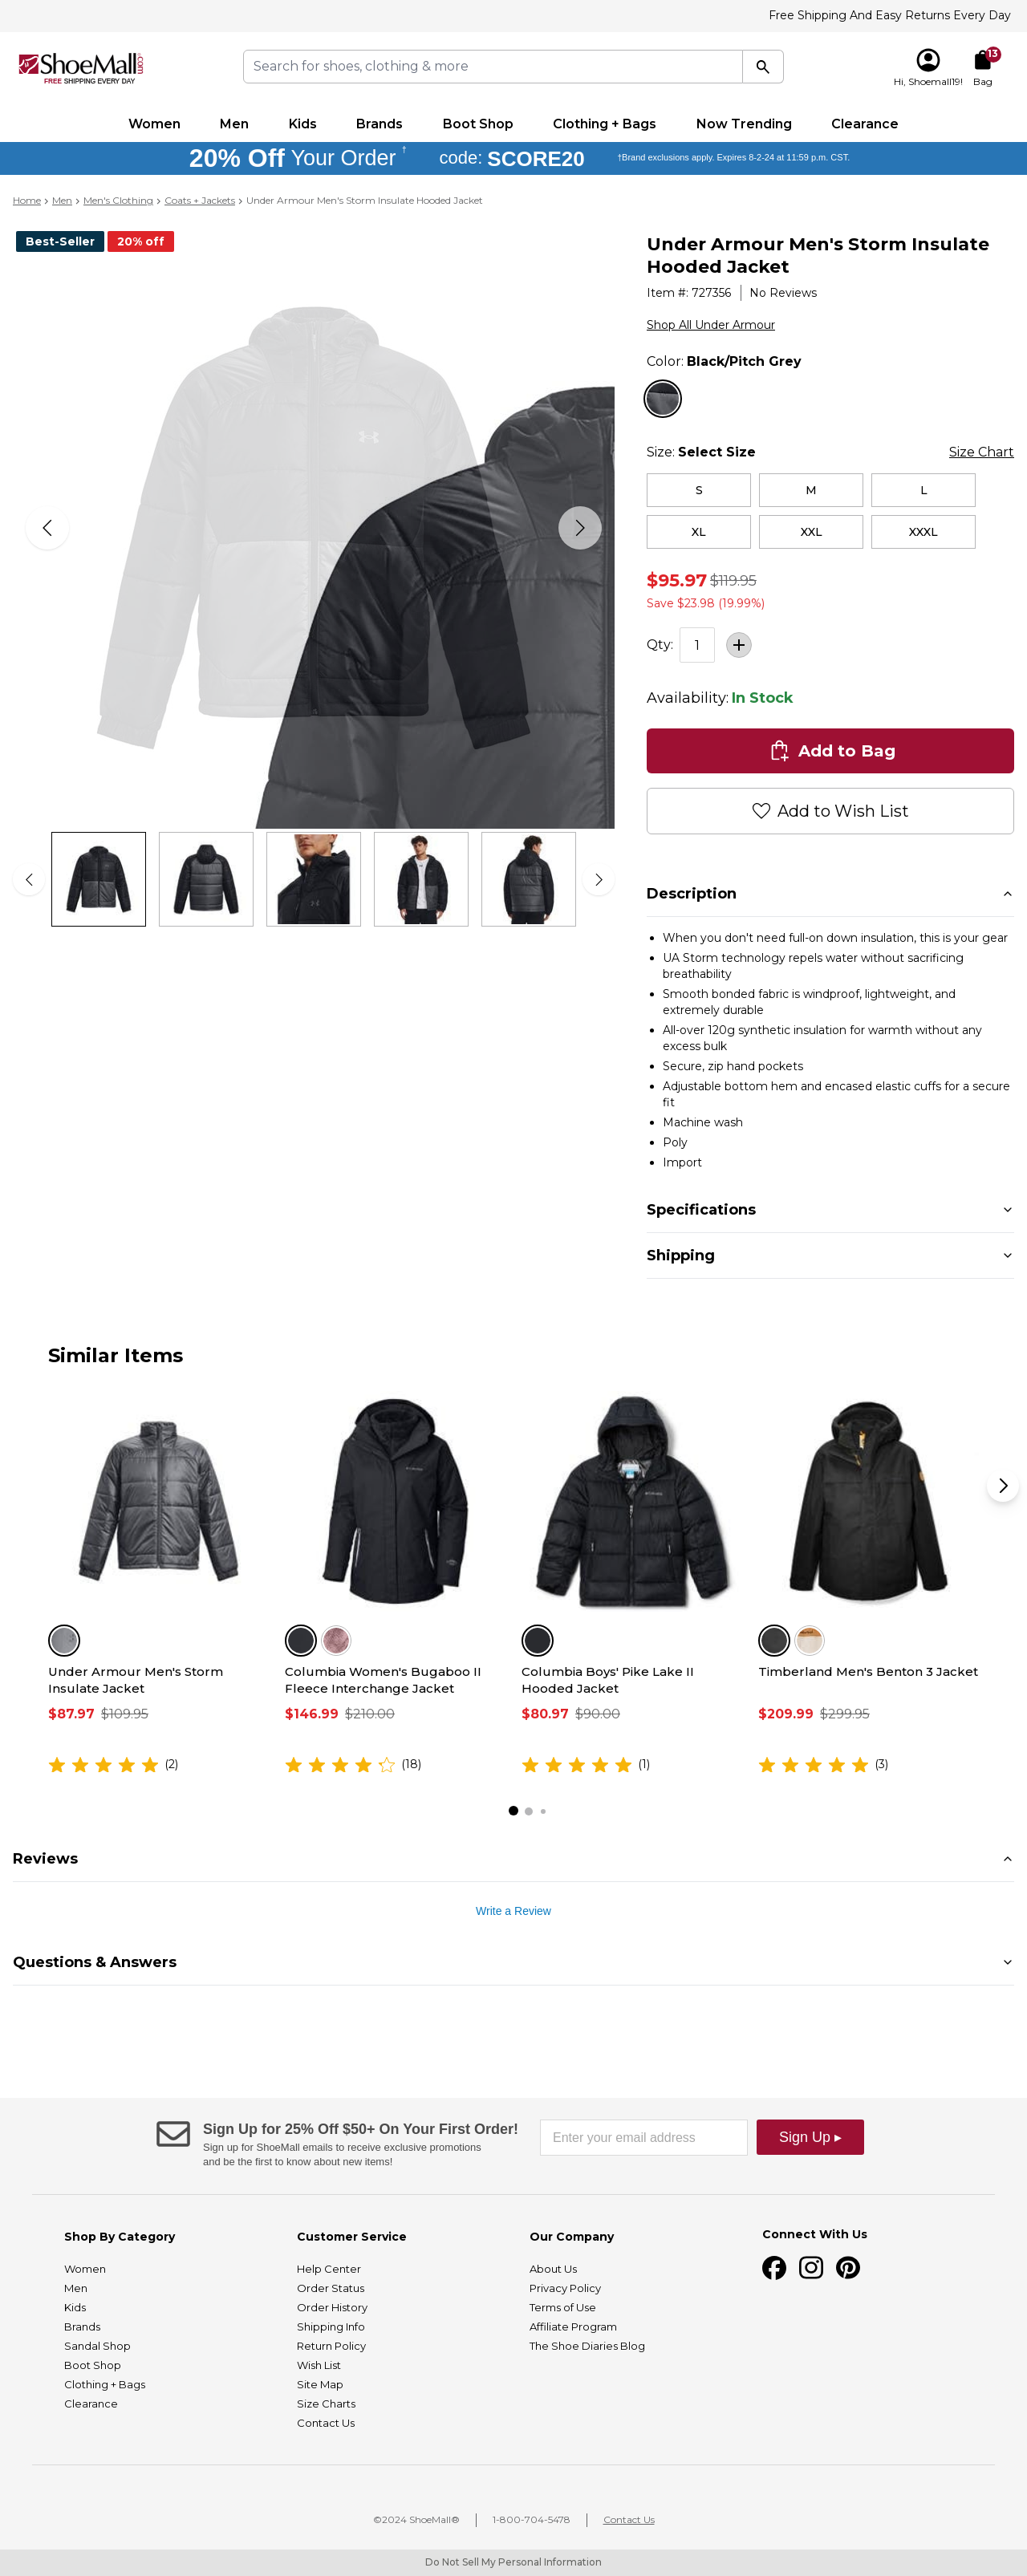 Free Shipping And Easy Returns Every Day
ShoeMall.com
FREE SHIPPING EVERY DAY
Search for shoes, clothing & more
13
Hi, Shoemall19!
Bag
Women
Men
Kids
Brands
Boot Shop
Clothing + Bags
Now Trending
Clearance
20% Off Your Order † code: SCORE20 †Brand exclusions apply. Expires 8-2-24 at 11:59 p.m. CST.
Home > Men > Men's Clothing > Coats + Jackets > Under Armour Men's Storm Insulate Hooded Jacket
Best-Seller
20% off
Under Armour Men's Storm Insulate
Hooded Jacket
Item #: 727356
No Reviews
Shop All Under Armour
Color: Black/Pitch Grey
Size: Select Size
Size Chart
S
M
L
XL
XXL
XXXL
$95.97 $119.95
Save $23.98 (19.99%)
Qty: 1 +
Availability: In Stock
Add to Bag
Add to Wish List
Description
• When you don't need full-on down insulation, this is your gear
• UA Storm technology repels water without sacrificing
breathability
• Smooth bonded fabric is windproof, lightweight, and
extremely durable
• All-over 120g synthetic insulation for warmth without any
excess bulk
• Secure, zip hand pockets
• Adjustable bottom hem and encased elastic cuffs for a secure
fit
• Machine wash
• Poly
• Import
Specifications
Shipping
Similar Items
Under Armour Men's Storm
Insulate Jacket
$87.97 $109.95
(2)
Columbia Women's Bugaboo II
Fleece Interchange Jacket
$146.99 $210.00
(18)
Columbia Boys' Pike Lake II
Hooded Jacket
$80.97 $90.00
(1)
Timberland Men's Benton 3 Jacket
$209.99 $299.95
(3)
Reviews
Write a Review
Questions & Answers
Sign Up for 25% Off $50+ On Your First Order!
Sign up for ShoeMall emails to receive exclusive promotions
and be the first to know about new items!
Enter your email address
Sign Up ▸
Shop By Category
Women
Men
Kids
Brands
Sandal Shop
Boot Shop
Clothing + Bags
Clearance
Customer Service
Help Center
Order Status
Order History
Shipping Info
Return Policy
Wish List
Site Map
Size Charts
Contact Us
Our Company
About Us
Privacy Policy
Terms of Use
Affiliate Program
The Shoe Diaries Blog
Connect With Us
©2024 ShoeMall®
1-800-704-5478
Contact Us
Do Not Sell My Personal Information